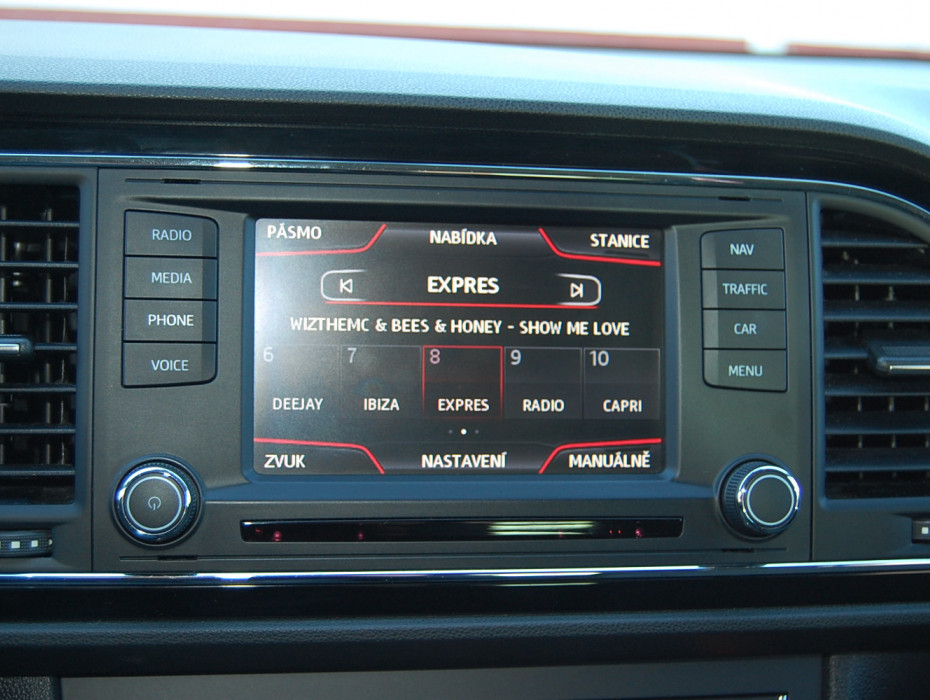 RADIO
MEDIA
PHONE
VOICE
PÁSMO NABÍDKA STANICE
EXPRES
WIZTHEMC & BEES & HONEY - SHOW ME LOVE
6 7 8 9 10
DEEJAY IBIZA EXPRES RADIO CAPRI
ZVUK NASTAVENÍ MANUÁLNĚ
NAV
TRAFFIC
CAR
MENU